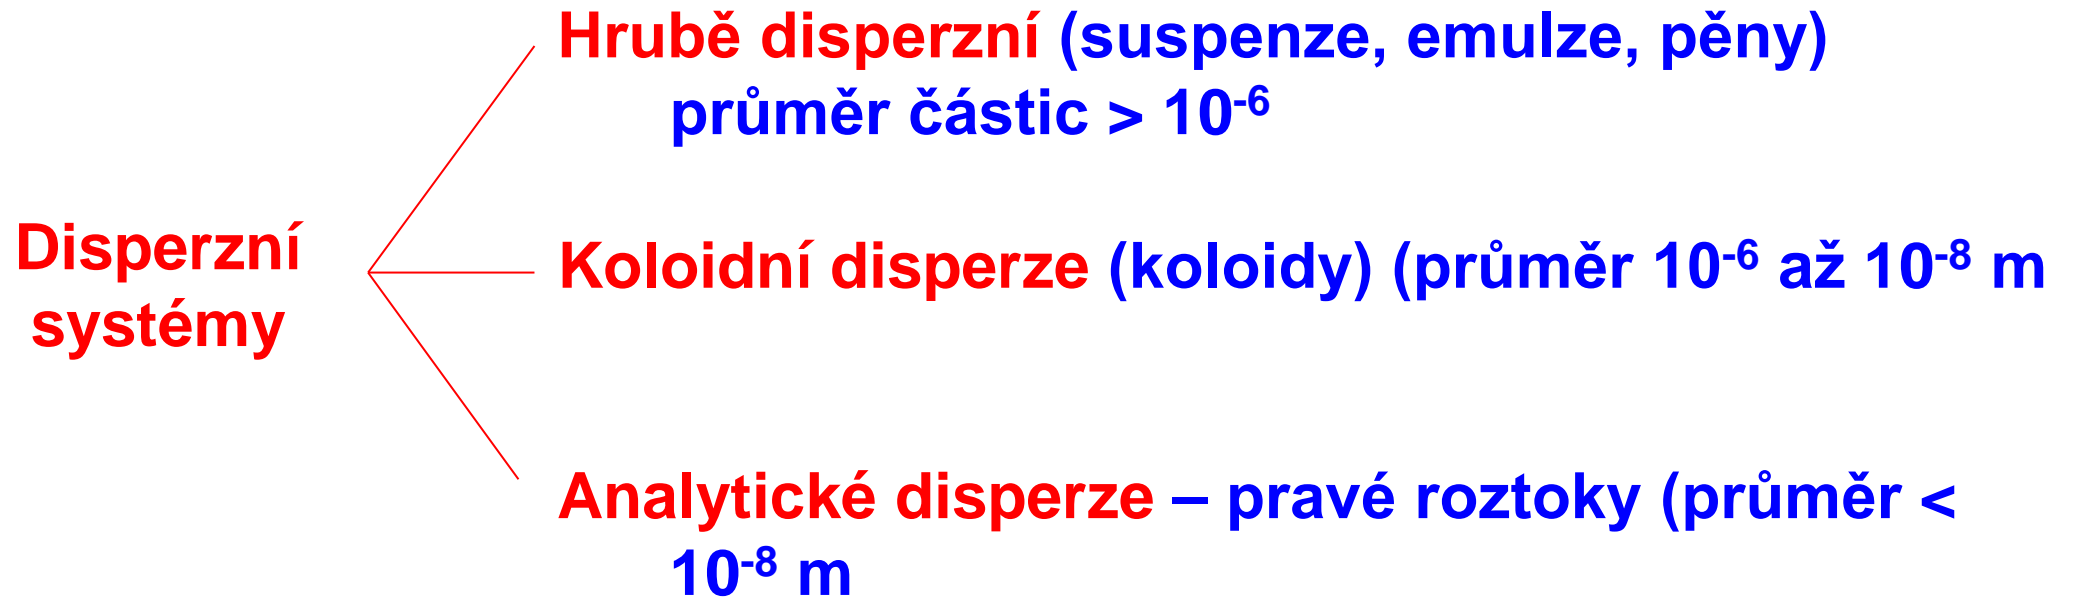 Hrubě disperzní (suspenze, emulze, pěny)
průměr částic > 10⁻⁶
Disperzní
systémy
Koloidní disperze (koloidy) (průměr 10⁻⁶ až 10⁻⁸ m
Analytické disperze – pravé roztoky (průměr <
10⁻⁸ m